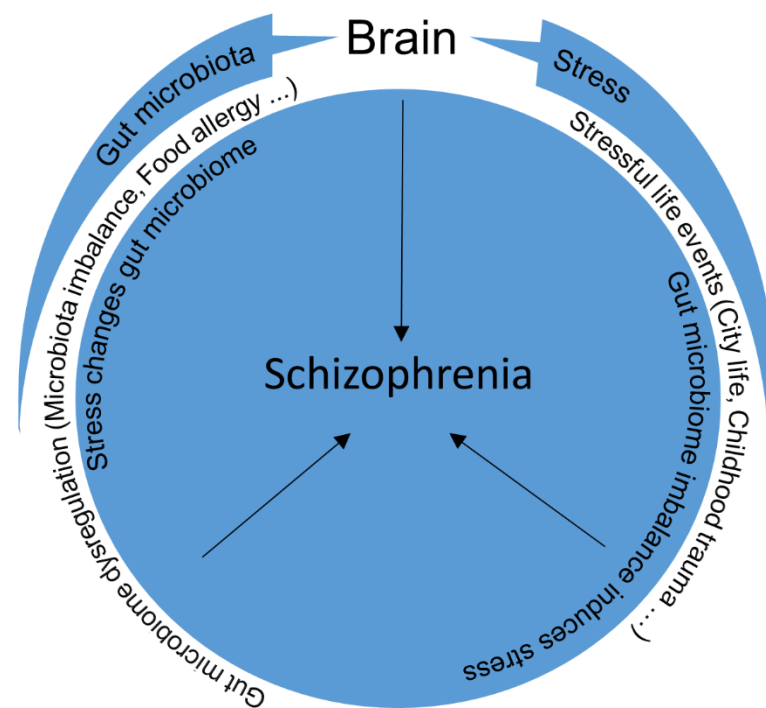 Brain
Gut microbiota
Stress
Gut microbiome dysregulation (Microbiota imbalance, Food allergy ...)
Stress changes gut microbiome
Stressful life events (City life, Childhood trauma ...)
Gut microbiome imbalance induces stress
Schizophrenia